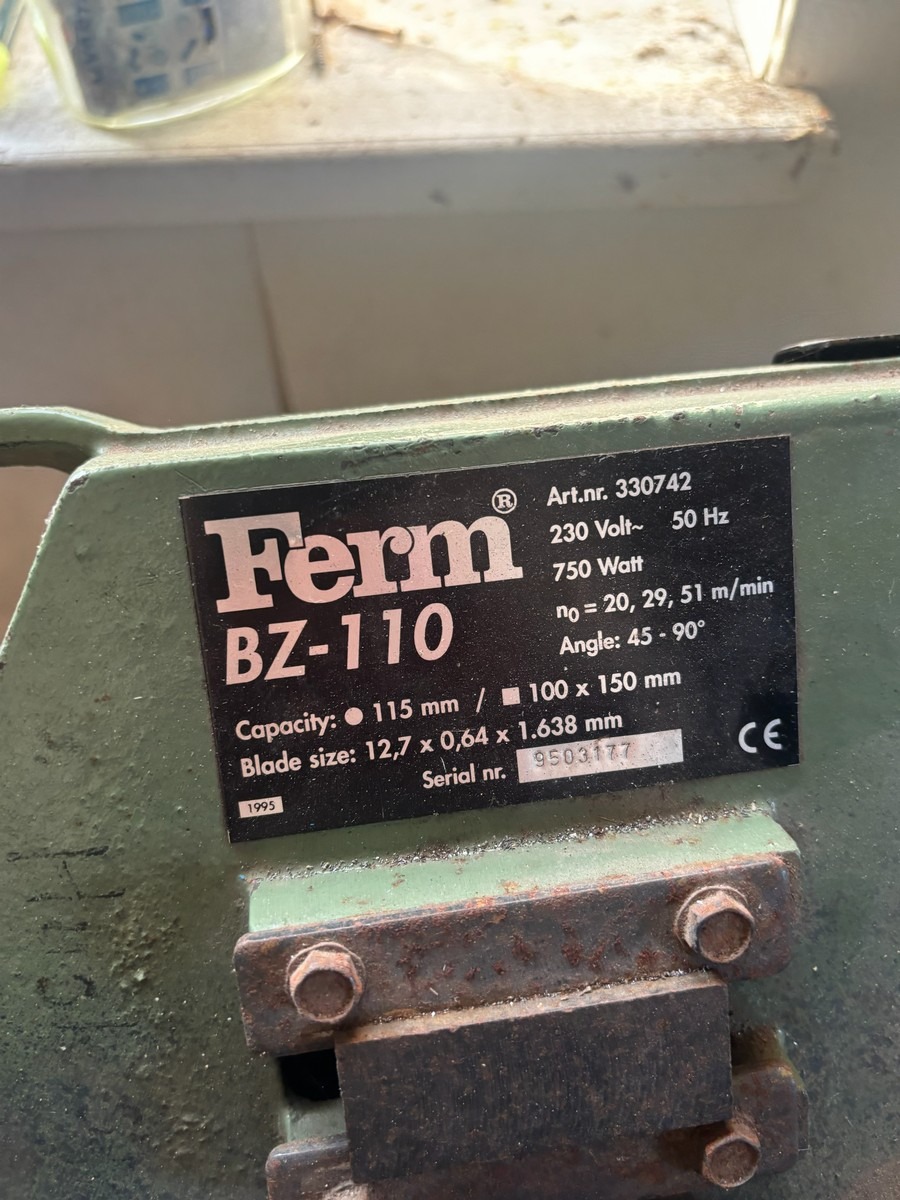 Ferm®
BZ-110
Art.nr. 330742
230 Volt~ 50 Hz
750 Watt
n0 = 20, 29, 51 m/min
Angle: 45 - 90°
Capacity: ● 115 mm / ■ 100 x 150 mm
Blade size: 12,7 x 0,64 x 1.638 mm
Serial nr. 9503177
CE
1995